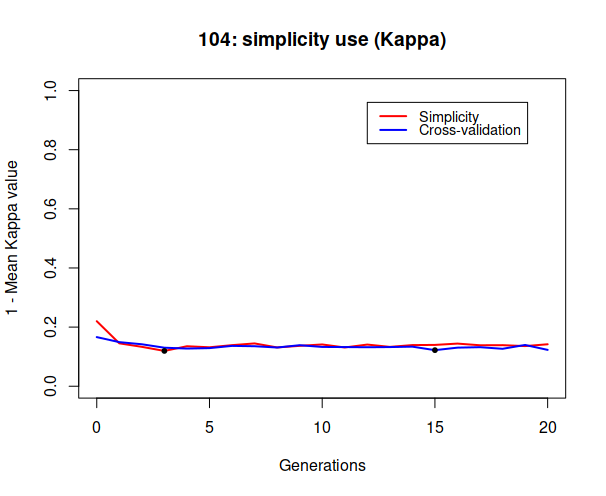 104: simplicity use (Kappa)
1 - Mean Kappa value
1.0
0.8
0.6
0.4
0.2
0.0
Simplicity
Cross-validation
0 5 10 15 20
Generations